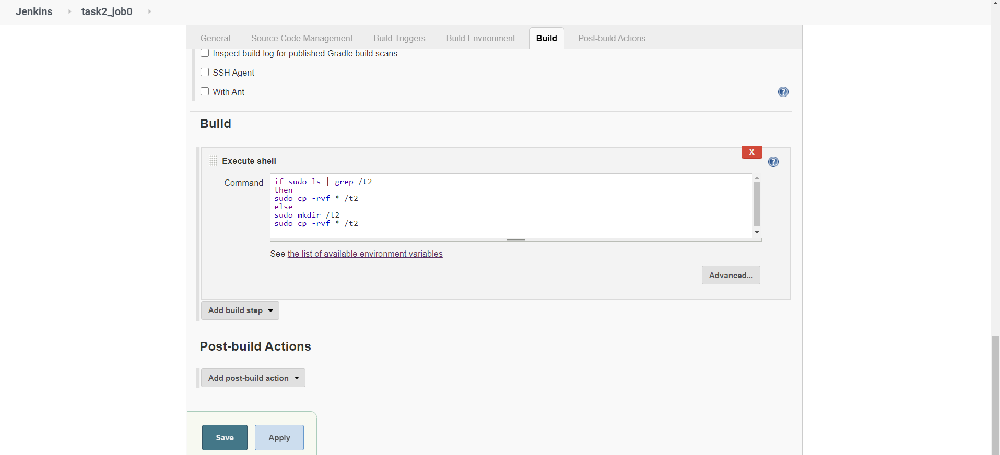 Jenkins
task2_job0
General
Source Code Management
Build Triggers
Build Environment
Build
Post-build Actions
Inspect build log for published Gradle build scans
SSH Agent
With Ant
?
Build
X
Execute shell
?
Command
if sudo ls | grep /t2
then
sudo cp -rvf * /t2
else
sudo mkdir /t2
sudo cp -rvf * /t2
See the list of available environment variables
Advanced...
Add build step
Post-build Actions
Add post-build action
Save
Apply